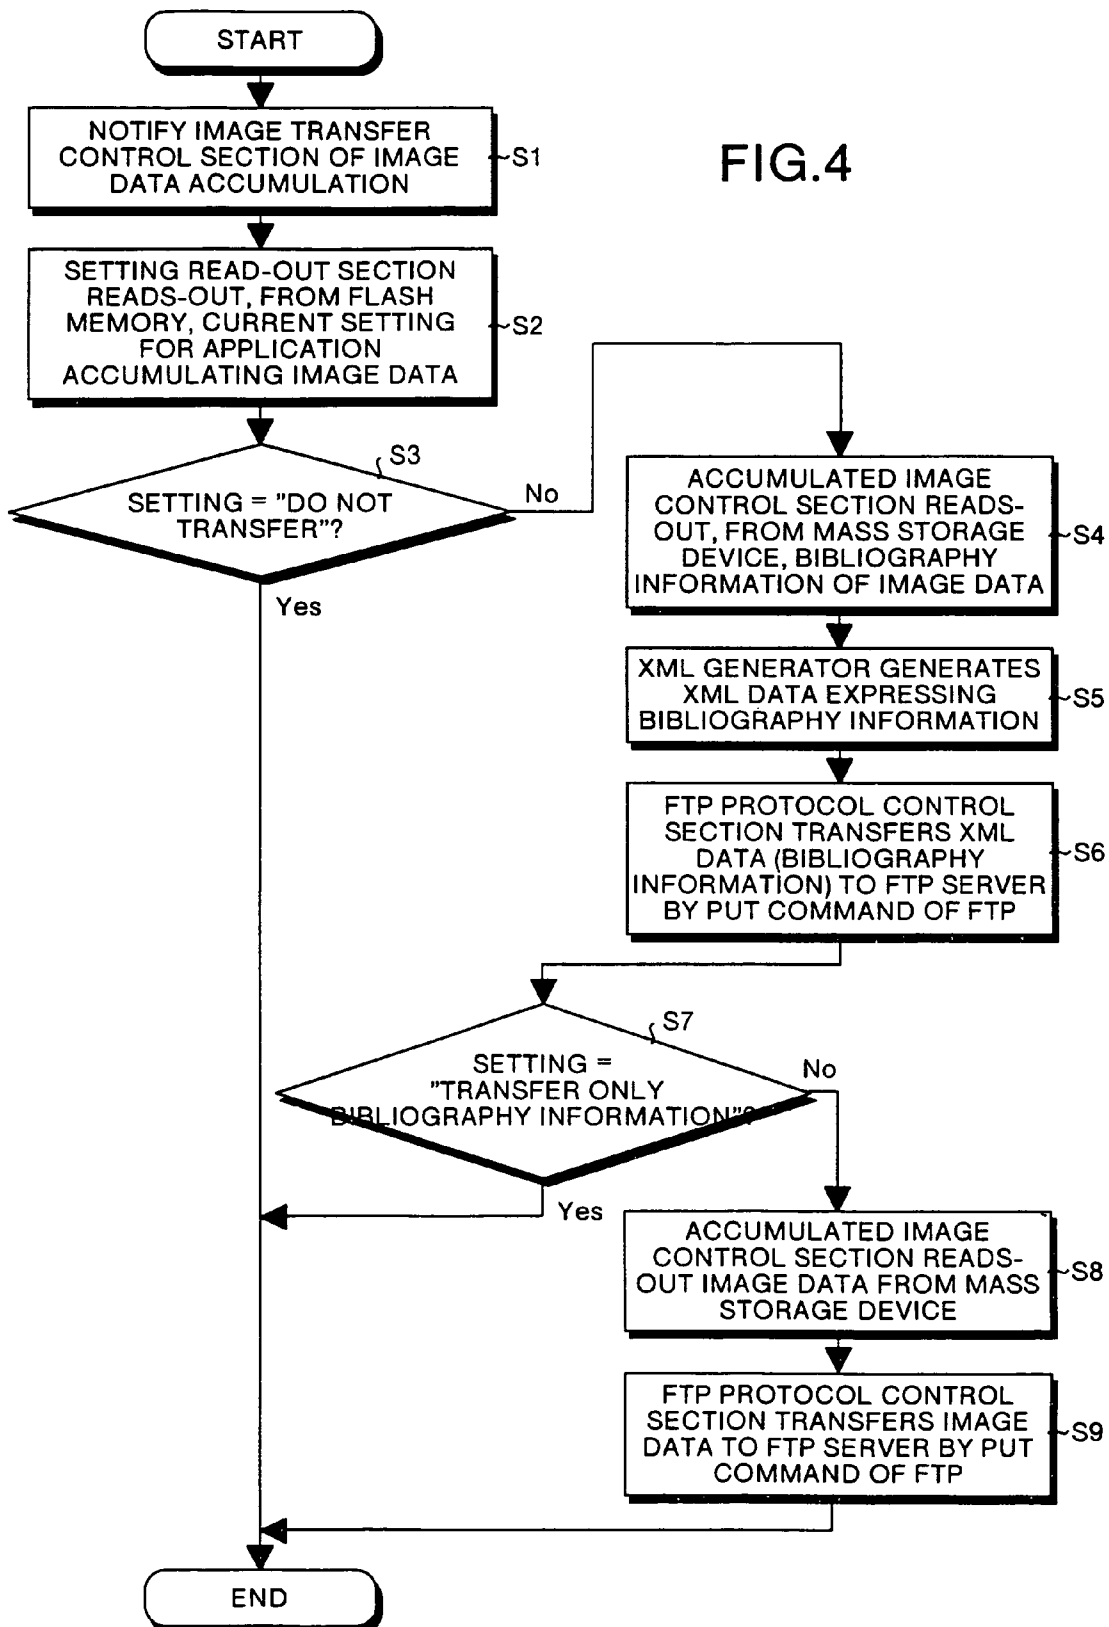 START
NOTIFY IMAGE TRANSFER
CONTROL SECTION OF IMAGE
DATA ACCUMULATION
S1
FIG.4
SETTING READ-OUT SECTION
READS-OUT, FROM FLASH
MEMORY, CURRENT SETTING
FOR APPLICATION
ACCUMULATING IMAGE DATA
S2
S3
SETTING = "DO NOT
TRANSFER"?
No
Yes
ACCUMULATED IMAGE
CONTROL SECTION READS-
OUT, FROM MASS STORAGE
DEVICE, BIBLIOGRAPHY
INFORMATION OF IMAGE DATA
S4
XML GENERATOR GENERATES
XML DATA EXPRESSING
BIBLIOGRAPHY INFORMATION
S5
FTP PROTOCOL CONTROL
SECTION TRANSFERS XML
DATA (BIBLIOGRAPHY
INFORMATION) TO FTP SERVER
BY PUT COMMAND OF FTP
S6
S7
SETTING =
"TRANSFER ONLY
BIBLIOGRAPHY INFORMATION"?
No
Yes
ACCUMULATED IMAGE
CONTROL SECTION READS-
OUT IMAGE DATA FROM MASS
STORAGE DEVICE
S8
FTP PROTOCOL CONTROL
SECTION TRANSFERS IMAGE
DATA TO FTP SERVER BY PUT
COMMAND OF FTP
S9
END